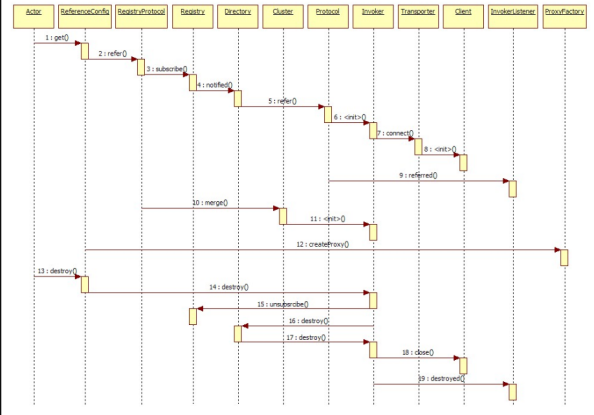 Actor ReferenceConfig RegistryProtocol Registry Directory Cluster Protocol Invoker Transporter Client InvokerListener ProxyFactory
1 : get()
2 : refer()
3 : subscribe()
4 : notified()
5 : refer()
6 : <init>()
7 : connect()
8 : <init>()
9 : referred()
10 : merge()
11 : <init>()
12 : createProxy()
13 : destroy()
14 : destroy()
15 : unsubsrcibe()
16 : destroy()
17 : destroy()
18 : close()
19 : destroyed()